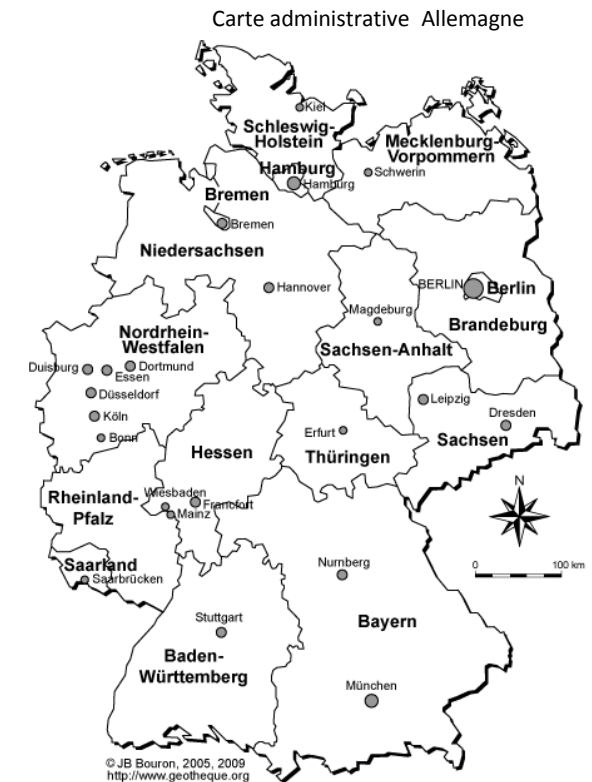 Carte administrative Allemagne
Kiel
Schleswig-
Holstein
Mecklenburg-
Vorpommern
Hamburg
Schwerin
Hamburg
Bremen
Bremen
Niedersachsen
Hannover
BERLIN
Berlin
Magdeburg
Brandeburg
Nordrhein-
Westfalen
Sachsen-Anhalt
Duisburg
Dortmund
Essen
Düsseldorf
Leipzig
Köln
Dresden
Bonn
Erfurt
Sachsen
Hessen
Thüringen
Rheinland-
Pfalz
Wiesbaden
Francfort
Mainz
N
Saarland
Saarbrücken
Nurnberg
0 100 km
Stuttgart
Bayern
Baden-
Württemberg
München
© JB Bouron, 2005, 2009
http://www.geotheque.org